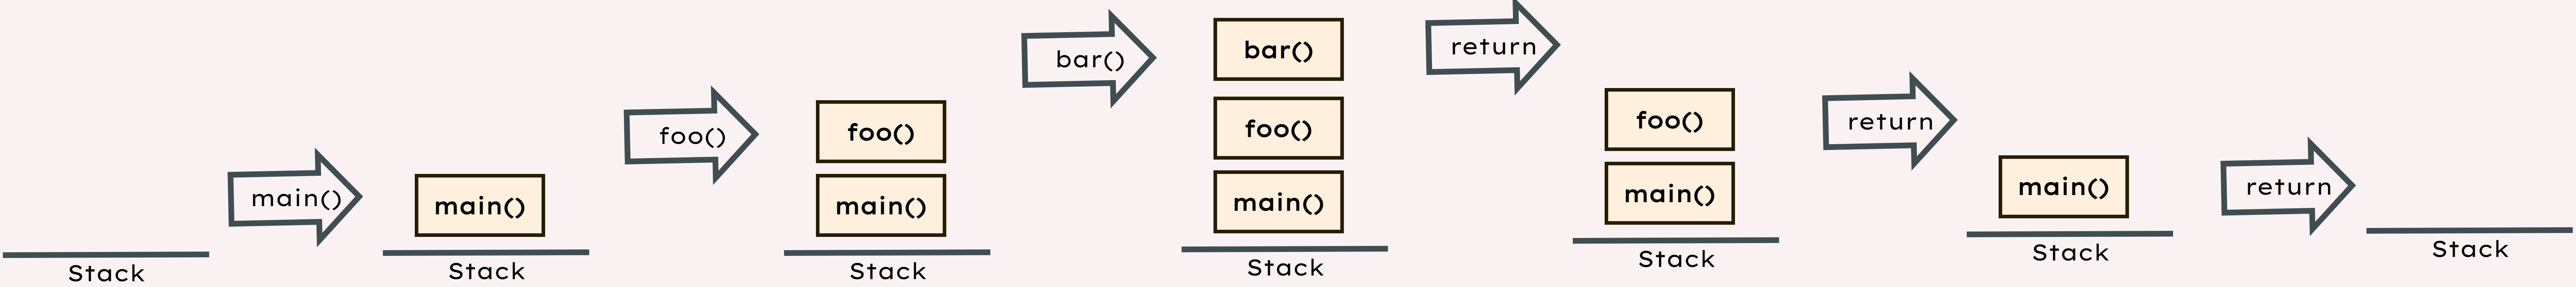 Stack
main()
main()
Stack
foo()
foo()
main()
Stack
bar()
bar()
foo()
main()
Stack
return
foo()
main()
Stack
return
main()
Stack
return
Stack